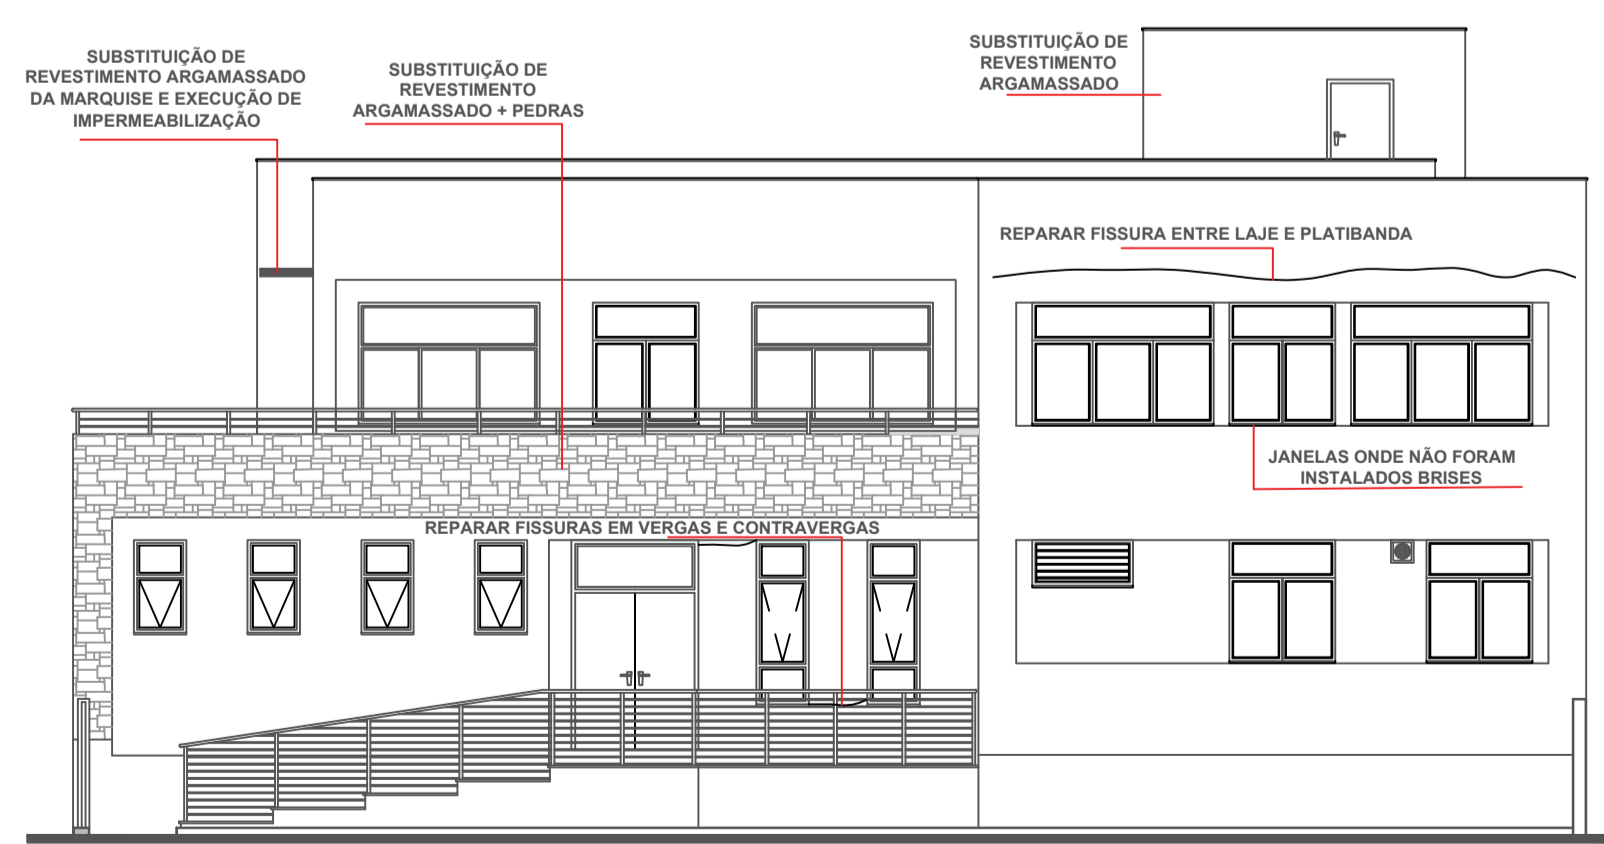 SUBSTITUIÇÃO DE
REVESTIMENTO ARGAMASSADO
DA MARQUISE E EXECUÇÃO DE
IMPERMEABILIZAÇÃO
SUBSTITUIÇÃO DE
REVESTIMENTO
ARGAMASSADO + PEDRAS
SUBSTITUIÇÃO DE
REVESTIMENTO
ARGAMASSADO
REPARAR FISSURA ENTRE LAJE E PLATIBANDA
JANELAS ONDE NÃO FORAM
INSTALADOS BRISES
REPARAR FISSURAS EM VERGAS E CONTRAVERGAS